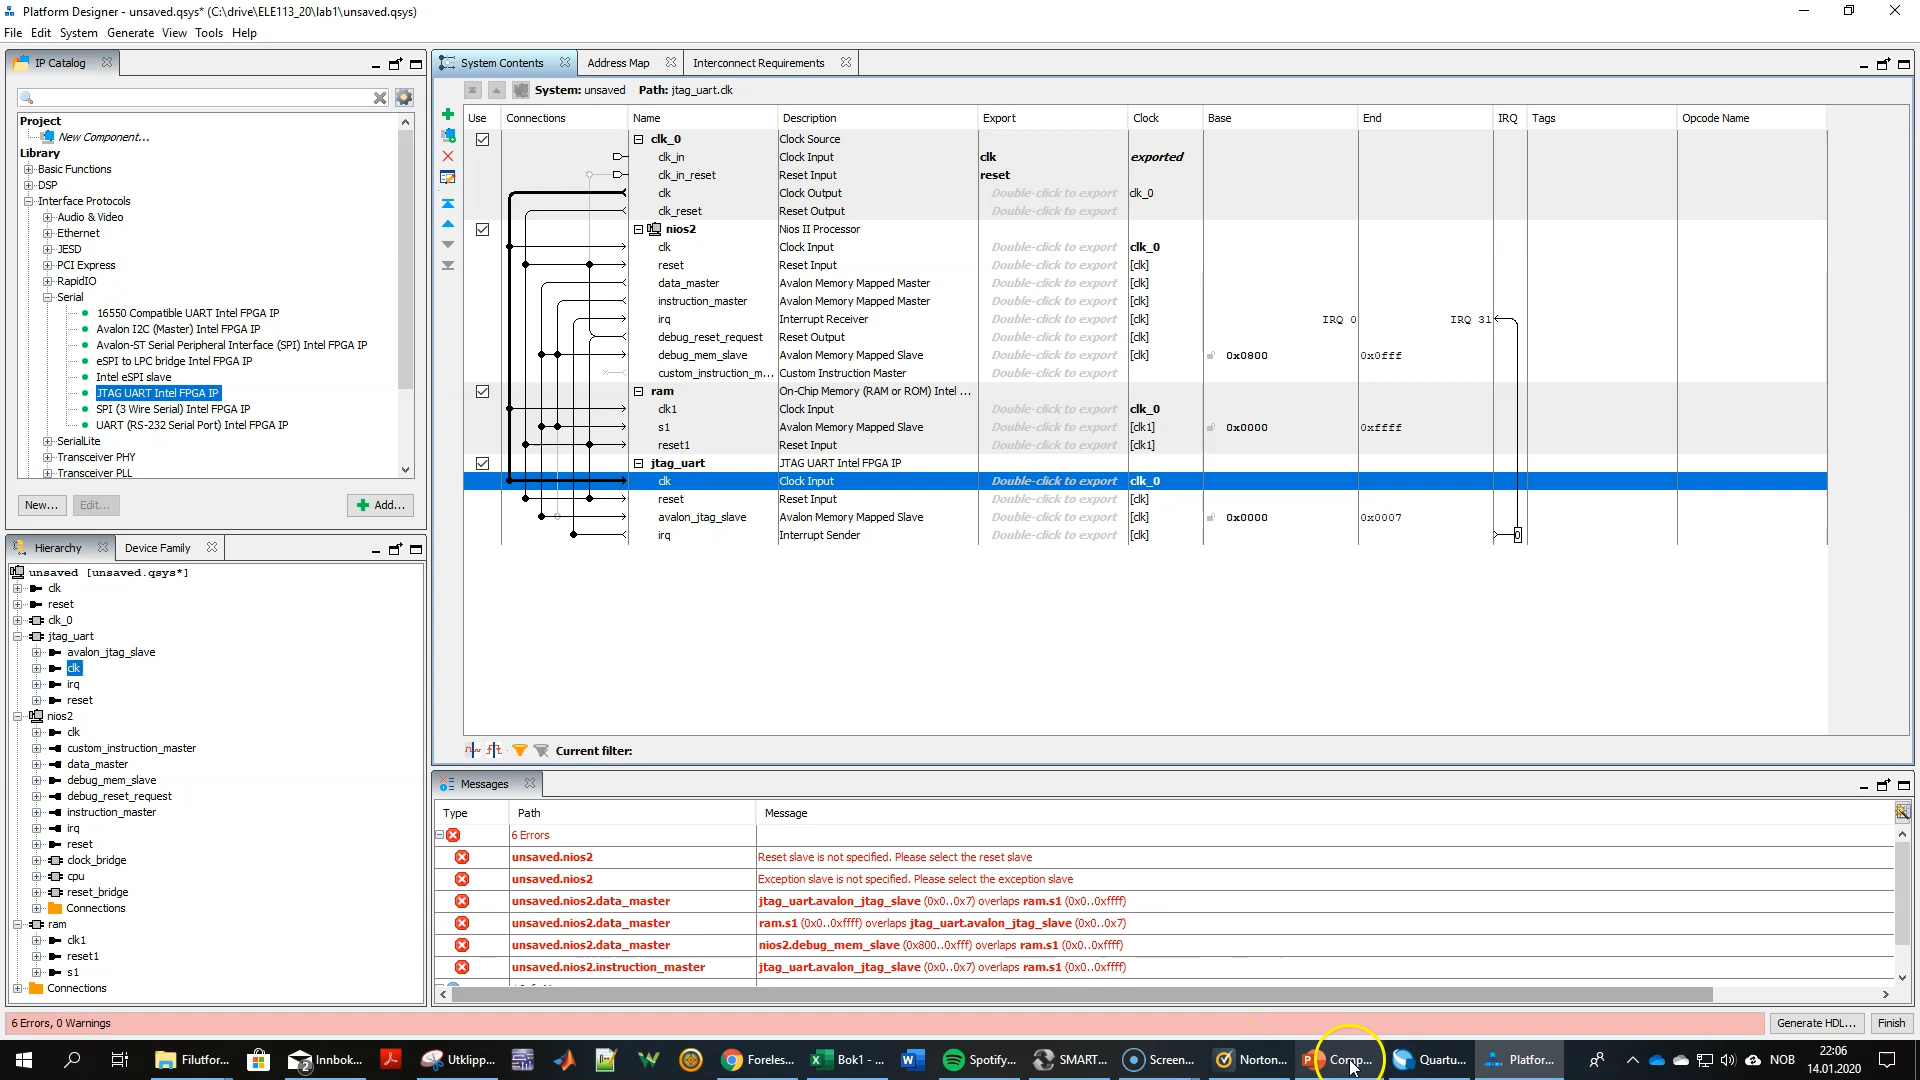 Platform Designer - unsaved.qsys* (C:\drive\ELE113_20\lab1\unsaved.qsys)
File Edit System Generate View Tools Help
IP Catalog
Project
New Component...
Library
Basic Functions
DSP
Interface Protocols
Audio & Video
Ethernet
JESD
PCI Express
RapidIO
Serial
16550 Compatible UART Intel FPGA IP
Avalon I2C (Master) Intel FPGA IP
Avalon-ST Serial Peripheral Interface (SPI) Intel FPGA IP
eSPI to LPC bridge Intel FPGA IP
Intel eSPI slave
JTAG UART Intel FPGA IP
SPI (3 Wire Serial) Intel FPGA IP
UART (RS-232 Serial Port) Intel FPGA IP
SerialLite
Transceiver PHY
Transceiver PLL
New... Edit... Add...
Hierarchy Device Family
unsaved [unsaved.qsys*]
clk
reset
clk_0
jtag_uart
avalon_jtag_slave
clk
irq
reset
nios2
clk
custom_instruction_master
data_master
debug_mem_slave
debug_reset_request
instruction_master
irq
reset
clock_bridge
cpu
reset_bridge
Connections
ram
clk1
reset1
s1
Connections
System Contents Address Map Interconnect Requirements
System: unsaved Path: jtag_uart.clk
Use Connections Name Description Export Clock Base End IRQ Tags Opcode Name
clk_0 Clock Source
clk_in Clock Input clk exported
clk_in_reset Reset Input reset
clk Clock Output Double-click to export clk_0
clk_reset Reset Output Double-click to export
nios2 Nios II Processor
clk Clock Input Double-click to export clk_0
reset Reset Input Double-click to export [clk]
data_master Avalon Memory Mapped Master Double-click to export [clk]
instruction_master Avalon Memory Mapped Master Double-click to export [clk]
irq Interrupt Receiver Double-click to export [clk] IRQ 0 IRQ 31
debug_reset_request Reset Output Double-click to export [clk]
debug_mem_slave Avalon Memory Mapped Slave Double-click to export [clk] 0x0800 0x0fff
custom_instruction_m... Custom Instruction Master Double-click to export
ram On-Chip Memory (RAM or ROM) Intel ...
clk1 Clock Input Double-click to export clk_0
s1 Avalon Memory Mapped Slave Double-click to export [clk1] 0x0000 0xffff
reset1 Reset Input Double-click to export [clk1]
jtag_uart JTAG UART Intel FPGA IP
clk Clock Input Double-click to export clk_0
reset Reset Input Double-click to export [clk]
avalon_jtag_slave Avalon Memory Mapped Slave Double-click to export [clk] 0x0000 0x0007
irq Interrupt Sender Double-click to export [clk] 0
Current filter:
Messages
Type Path Message
6 Errors
unsaved.nios2 Reset slave is not specified. Please select the reset slave
unsaved.nios2 Exception slave is not specified. Please select the exception slave
unsaved.nios2.data_master jtag_uart.avalon_jtag_slave (0x0..0x7) overlaps ram.s1 (0x0..0xffff)
unsaved.nios2.data_master ram.s1 (0x0..0xffff) overlaps jtag_uart.avalon_jtag_slave (0x0..0x7)
unsaved.nios2.data_master nios2.debug_mem_slave (0x800..0xfff) overlaps ram.s1 (0x0..0xffff)
unsaved.nios2.instruction_master jtag_uart.avalon_jtag_slave (0x0..0x7) overlaps ram.s1 (0x0..0xffff)
6 Errors, 0 Warnings Generate HDL... Finish
Filutfor... 2 Innbok... Utklipp... Foreles... Bok1 - ... Spotify... SMART... Screen... Norton... Comp... Quartu... Platfor... NOB 22:06
14.01.2020